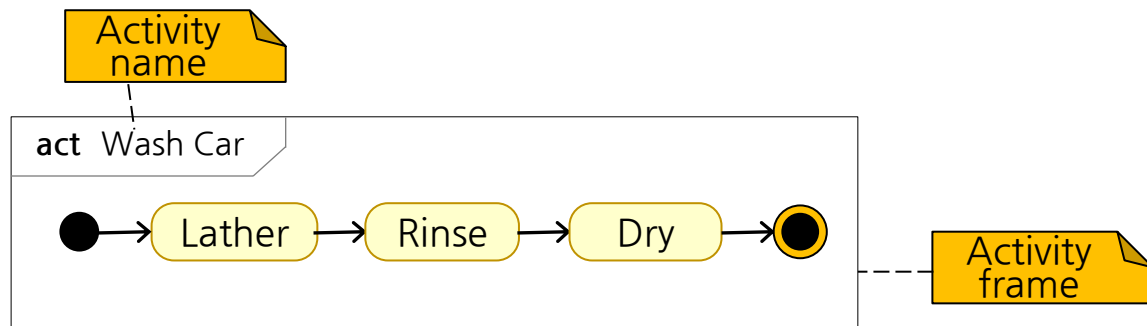 Activity
name
act Wash Car
Lather Rinse Dry
Activity
frame